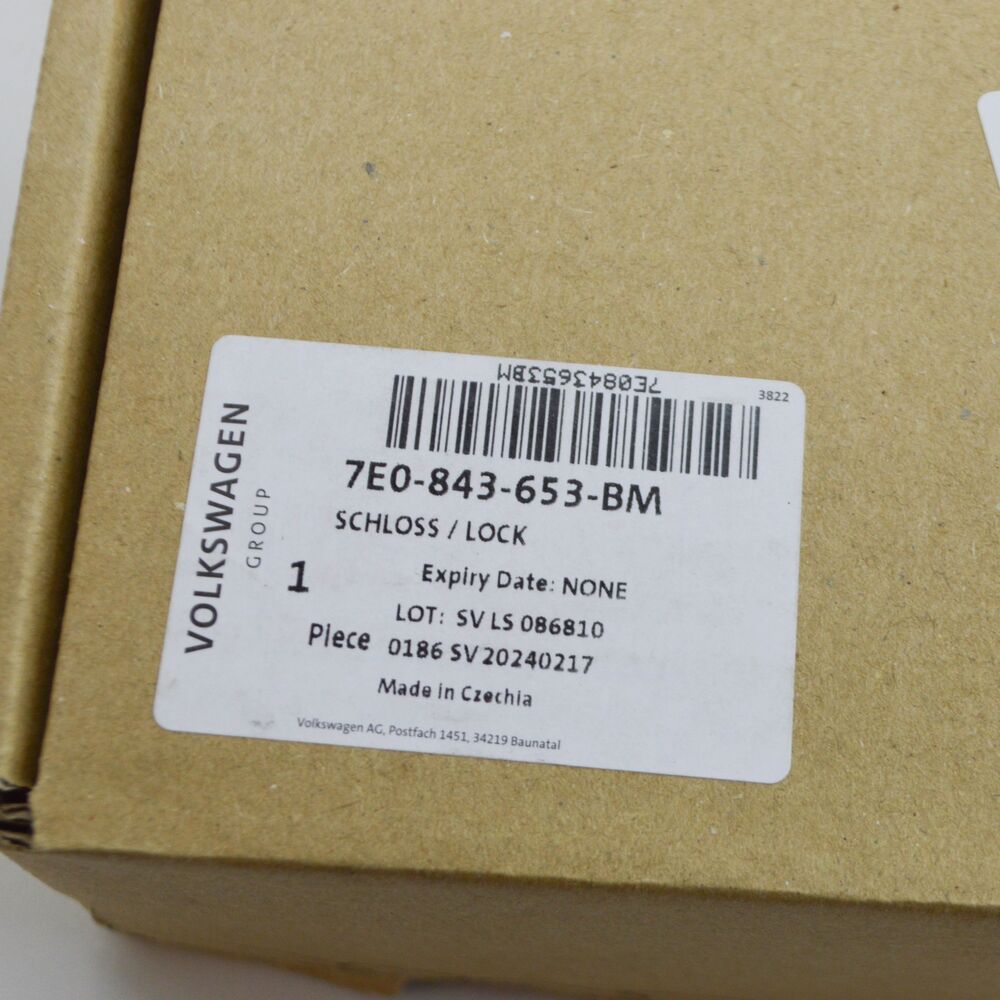 VOLKSWAGEN
GROUP
7E0843653BM
3822
7E0-843-653-BM
SCHLOSS / LOCK
1
Piece
Expiry Date: NONE
LOT: SV LS 086810
0186 SV 20240217
Made in Czechia
Volkswagen AG, Postfach 1451, 34219 Baunatal